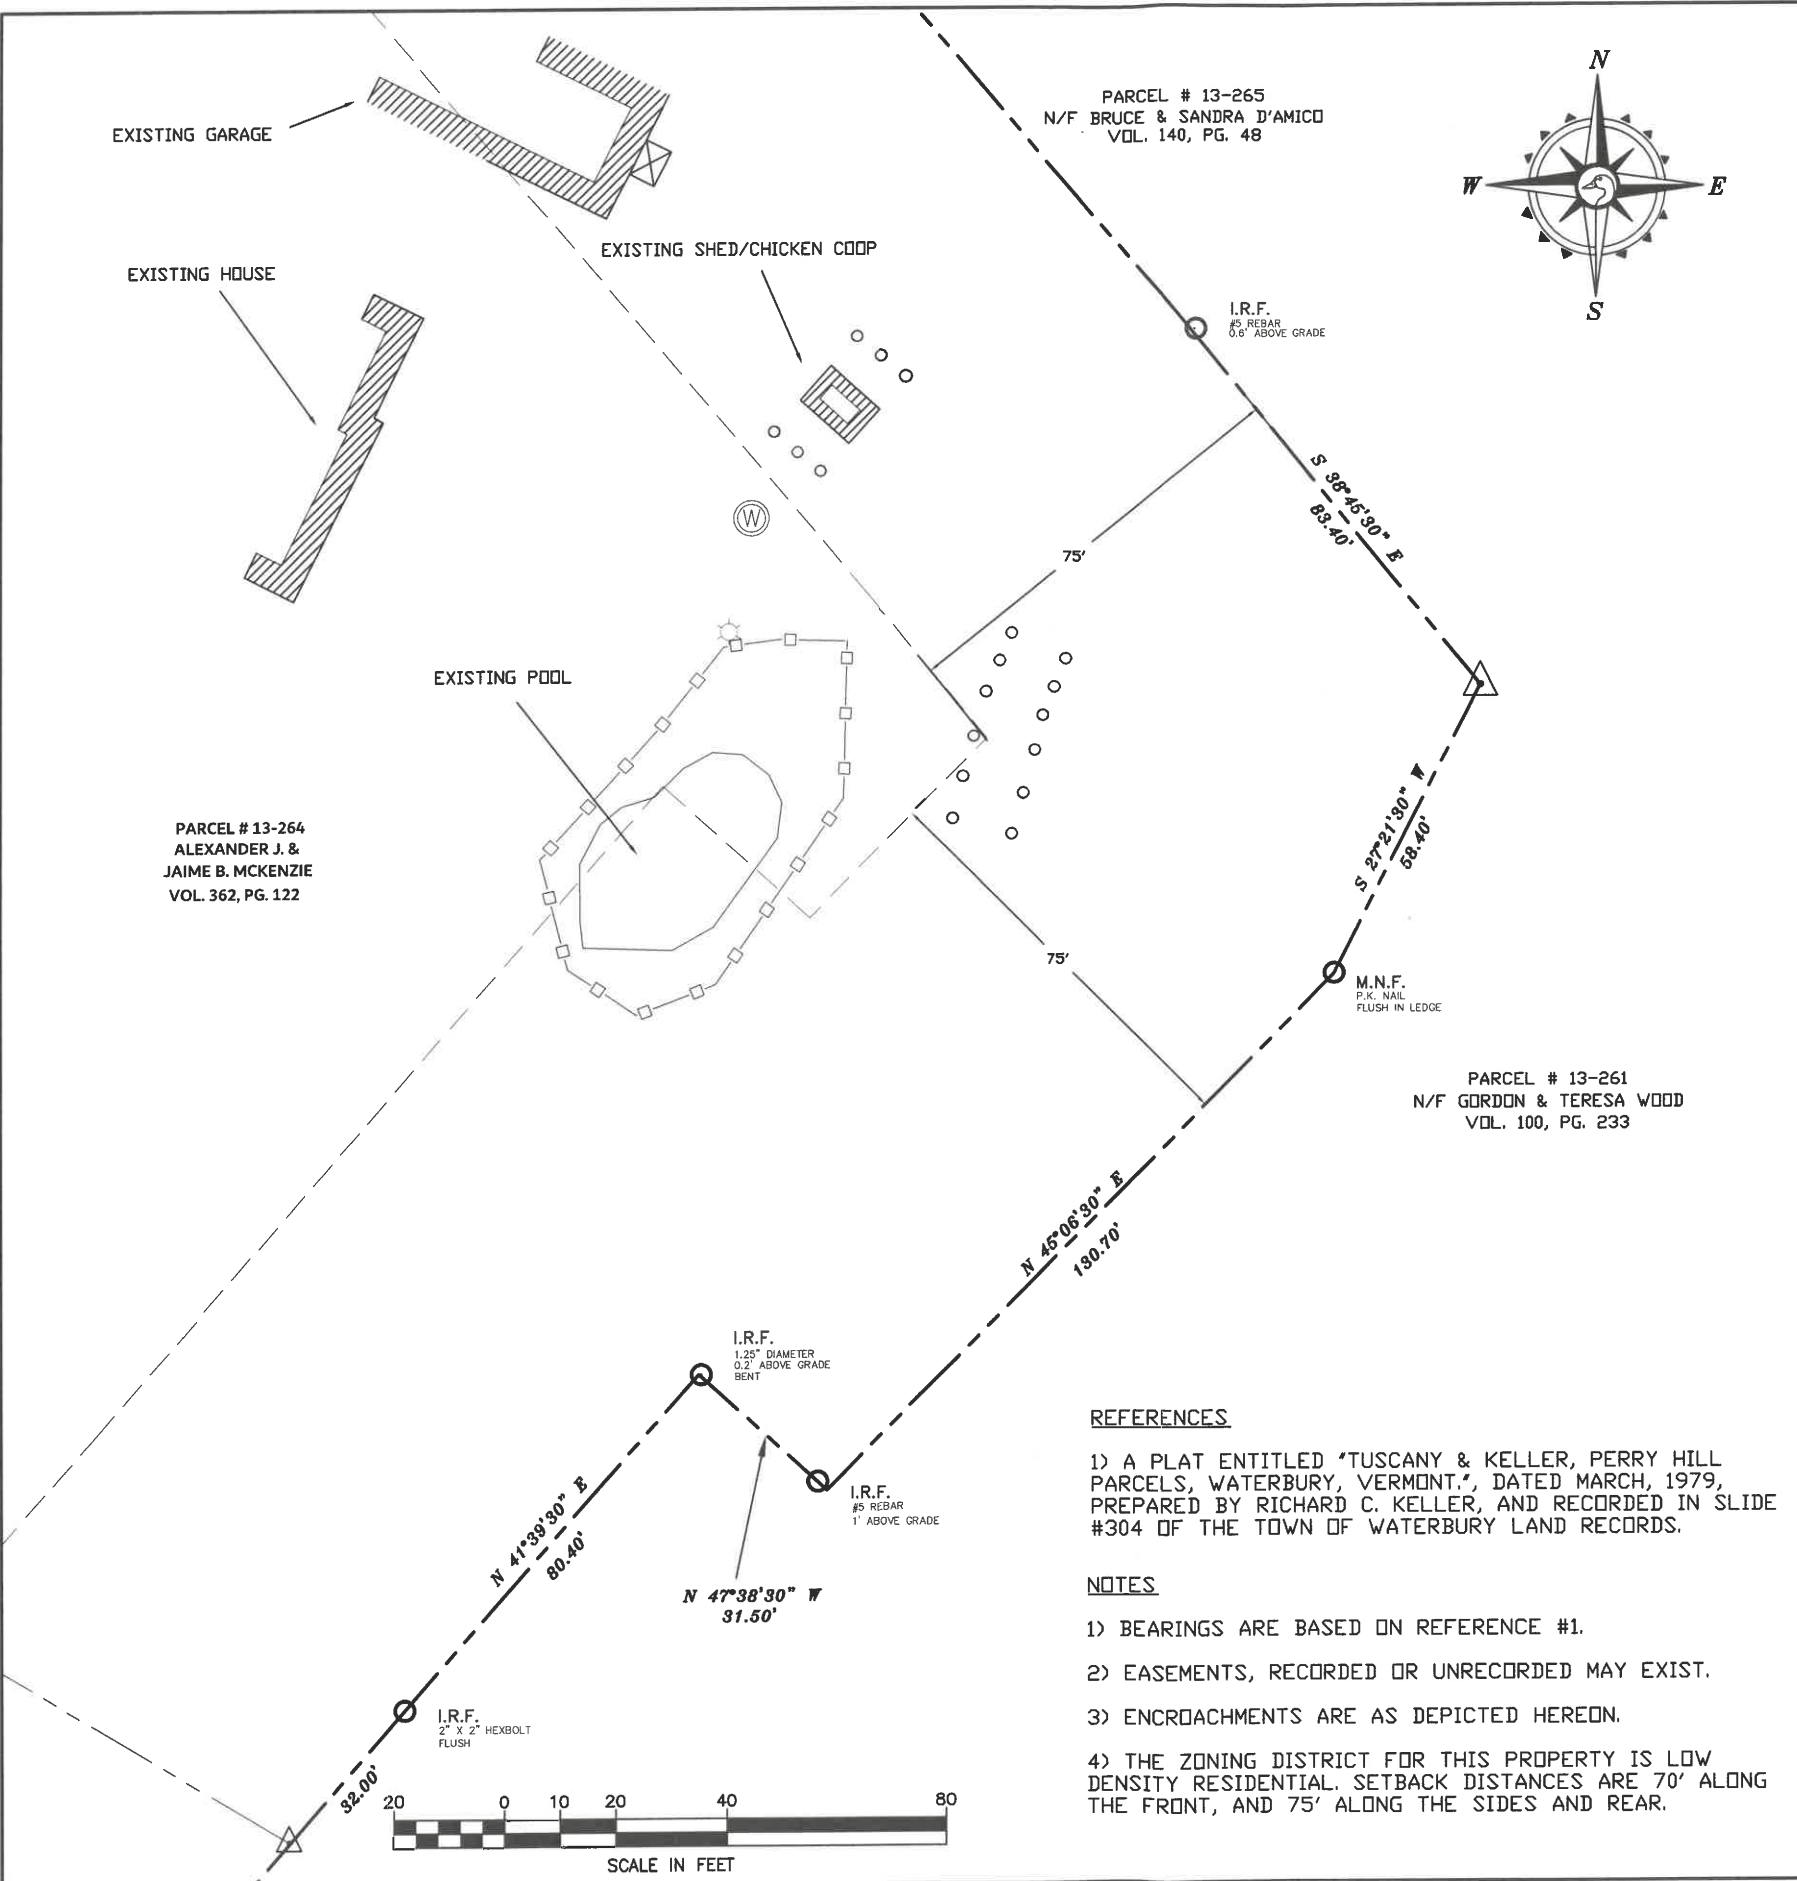 EXISTING GARAGE
PARCEL # 13-265
N/F BRUCE & SANDRA D'AMICO
VOL. 140, PG. 48
N
W
E
S
EXISTING HOUSE
EXISTING SHED/CHICKEN COOP
I.R.F.
#5 REBAR
0.6' ABOVE GRADE
S 38°45'30" E
83.40'
W
75'
EXISTING POOL
PARCEL # 13-264
ALEXANDER J. &
JAIME B. MCKENZIE
VOL. 362, PG. 122
S 27°21'30" W
58.40'
75'
M.N.F.
P.K. NAIL
FLUSH IN LEDGE
PARCEL # 13-261
N/F GORDON & TERESA WOOD
VOL. 100, PG. 233
N 45°06'30" E
130.70'
I.R.F.
1.25" DIAMETER
0.2' ABOVE GRADE
BENT
I.R.F.
#5 REBAR
1' ABOVE GRADE
N 41°39'30" E
80.40'
N 47°38'30" W
31.50'
I.R.F.
2" X 2" HEXBOLT
FLUSH
32.00'
20 0 10 20 40 80
SCALE IN FEET
REFERENCES
1) A PLAT ENTITLED "TUSCANY & KELLER, PERRY HILL
PARCELS, WATERBURY, VERMONT.", DATED MARCH, 1979,
PREPARED BY RICHARD C. KELLER, AND RECORDED IN SLIDE
#304 OF THE TOWN OF WATERBURY LAND RECORDS.
NOTES
1) BEARINGS ARE BASED ON REFERENCE #1.
2) EASEMENTS, RECORDED OR UNRECORDED MAY EXIST.
3) ENCROACHMENTS ARE AS DEPICTED HEREON.
4) THE ZONING DISTRICT FOR THIS PROPERTY IS LOW
DENSITY RESIDENTIAL. SETBACK DISTANCES ARE 70' ALONG
THE FRONT, AND 75' ALONG THE SIDES AND REAR.